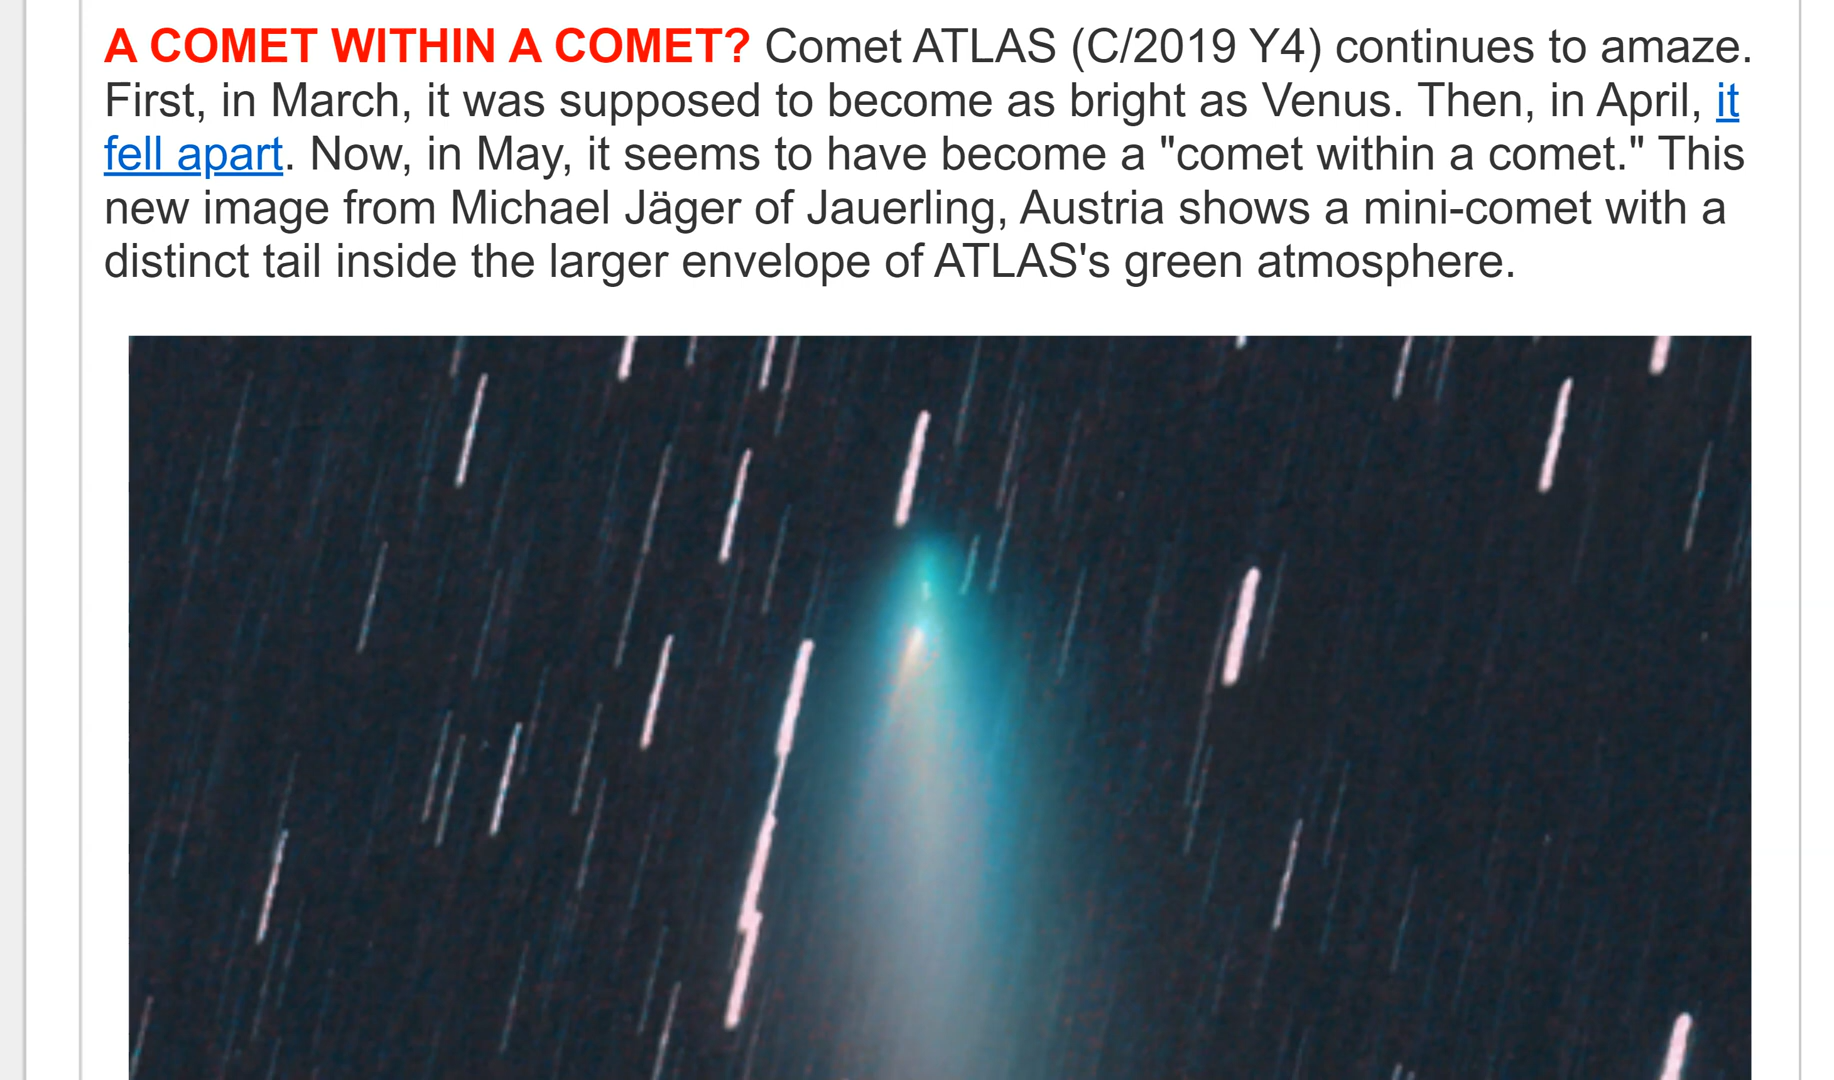 A COMET WITHIN A COMET? Comet ATLAS (C/2019 Y4) continues to amaze.
First, in March, it was supposed to become as bright as Venus. Then, in April, it
fell apart. Now, in May, it seems to have become a "comet within a comet." This
new image from Michael Jäger of Jauerling, Austria shows a mini-comet with a
distinct tail inside the larger envelope of ATLAS's green atmosphere.